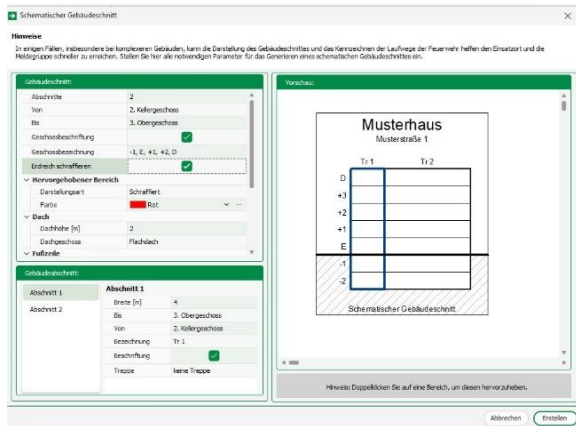 Schematischer Gebäudeschnitt
Hinweise
In einigen Fällen, insbesondere bei komplexeren Gebäuden, kann die Darstellung des Gebäudeschnittes und das Kennzeichnen der Laufwege der Feuerwehr helfen den Einsatzort und die
Meldegruppe schneller zu erreichen. Stellen Sie hier alle notwendigen Parameter für das Generieren eines schematischen Gebäudeschnittes ein.
Gebäudeschnitt:
Abschnitte 2
Von 2. Kellergeschoss
Bis 3. Obergeschoss
Geschossbeschriftung
Geschossbezeichnung -1, E, +1, +2, D
Erdreich schraffieren
Hervorgehobener Bereich
Darstellungsart Schraffiert
Farbe Rot
Dach
Dachhöhe [m] 2
Dachgeschoss Flachdach
Fußzeile
Gebäudeabschnitt:
Abschnitt 1
Abschnitt 2
Abschnitt 1
Breite [m] 4
Bis 3. Obergeschoss
Von 2. Kellergeschoss
Bezeichnung Tr 1
Beschriftung
Treppe keine Treppe
Vorschau:
Musterhaus
Musterstraße 1
Tr 1 Tr 2
D
+3
+2
+1
E
-1
-2
Schematischer Gebäudeschnitt
Hinweis: Doppelklicken Sie auf eine Bereich, um diesen hervorzuheben.
Abbrechen Erstellen